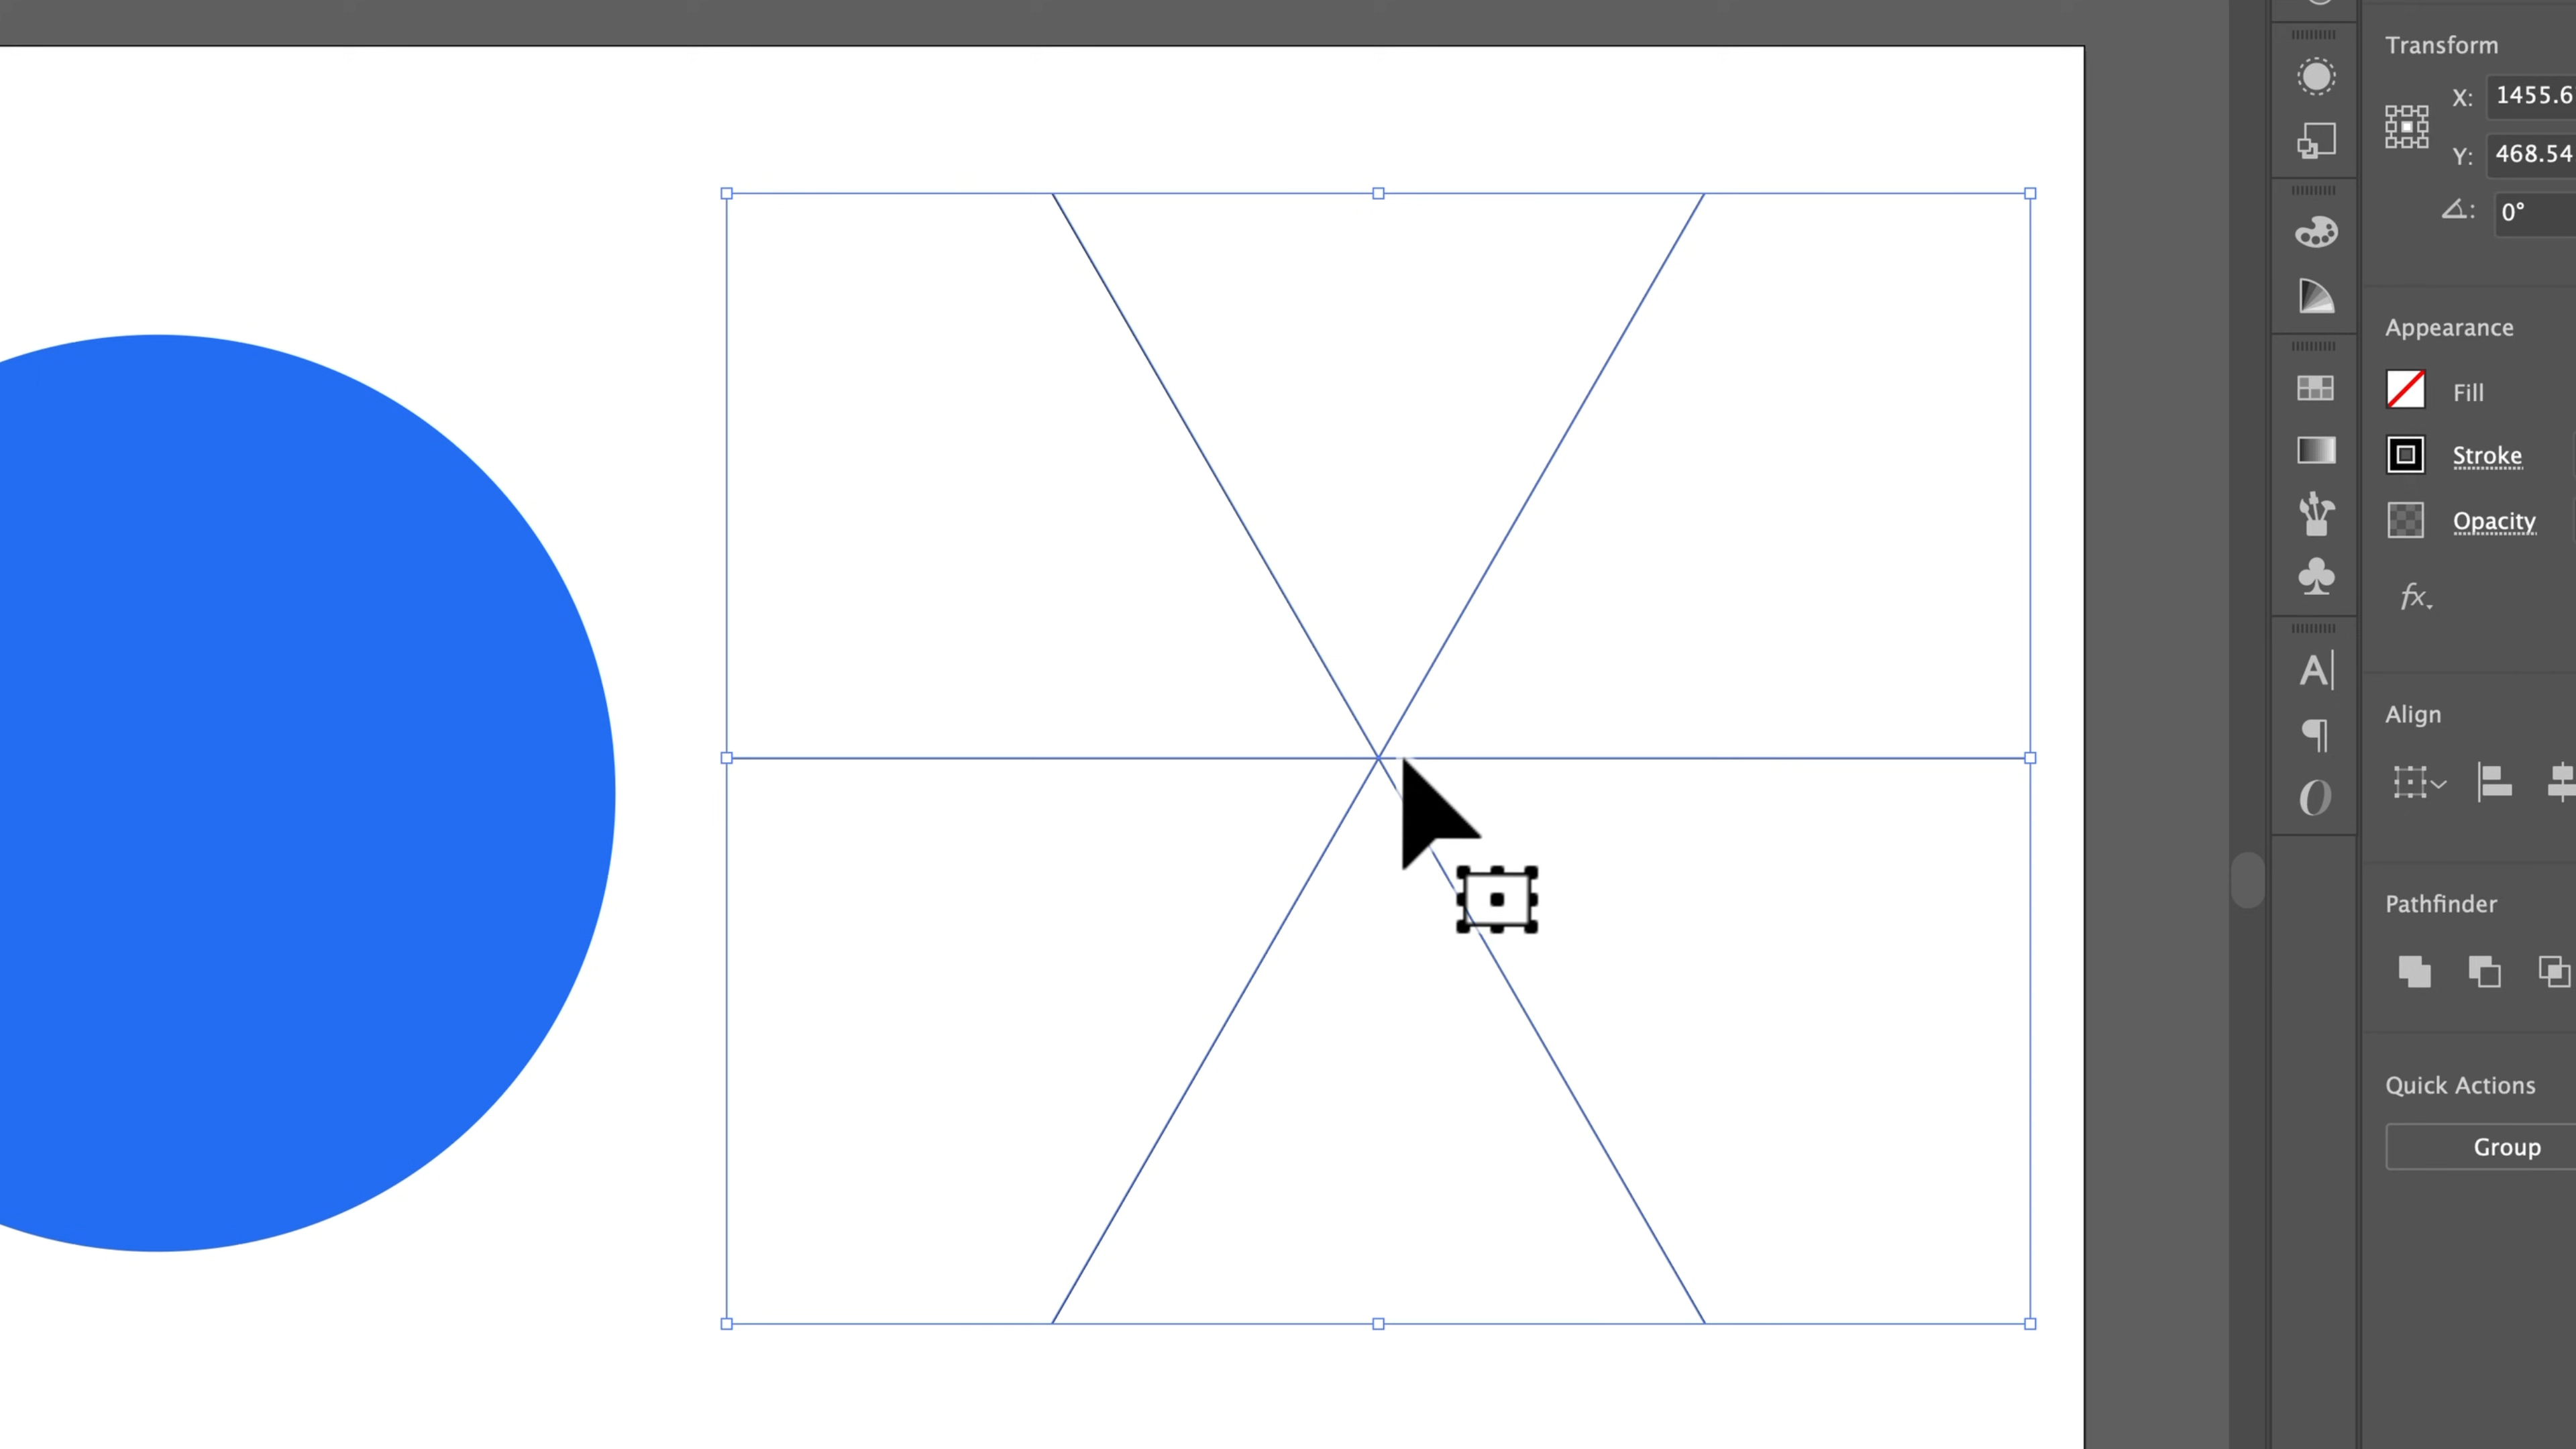 Transform
X: 1455.6
Y: 468.54
0°
Appearance
Fill
Stroke
Opacity
fx
Align
Pathfinder
Quick Actions
Group